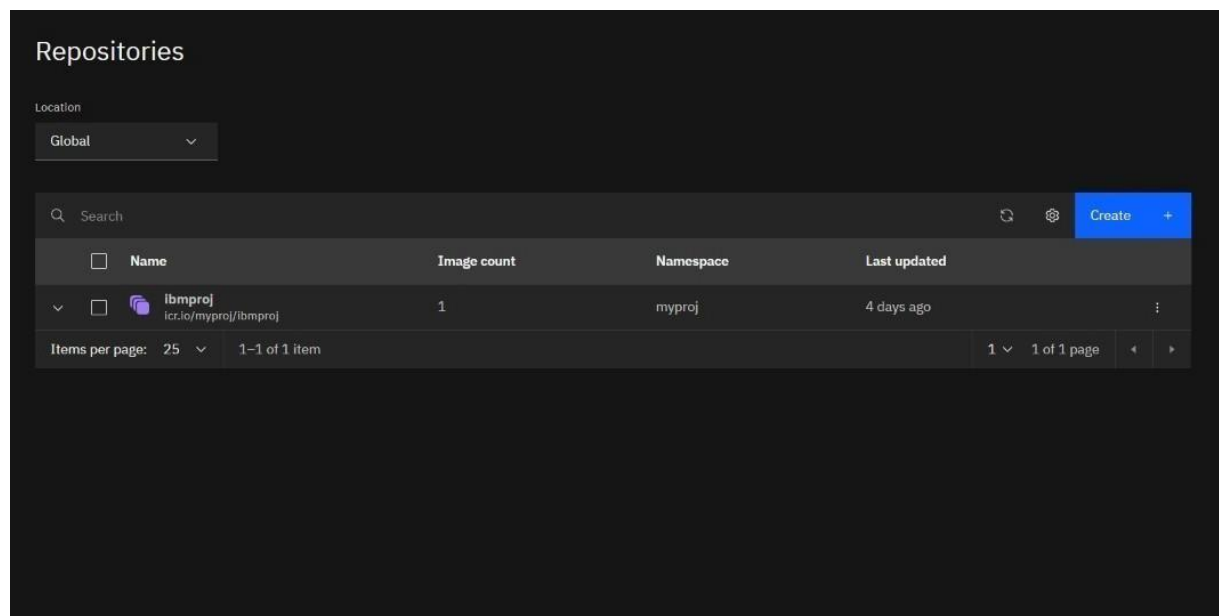 Repositories
Location
Global
Search
Create +
Name Image count Namespace Last updated
ibmproj
icr.io/myproj/ibmproj
1 myproj 4 days ago
Items per page: 25 1–1 of 1 item 1 1 of 1 page